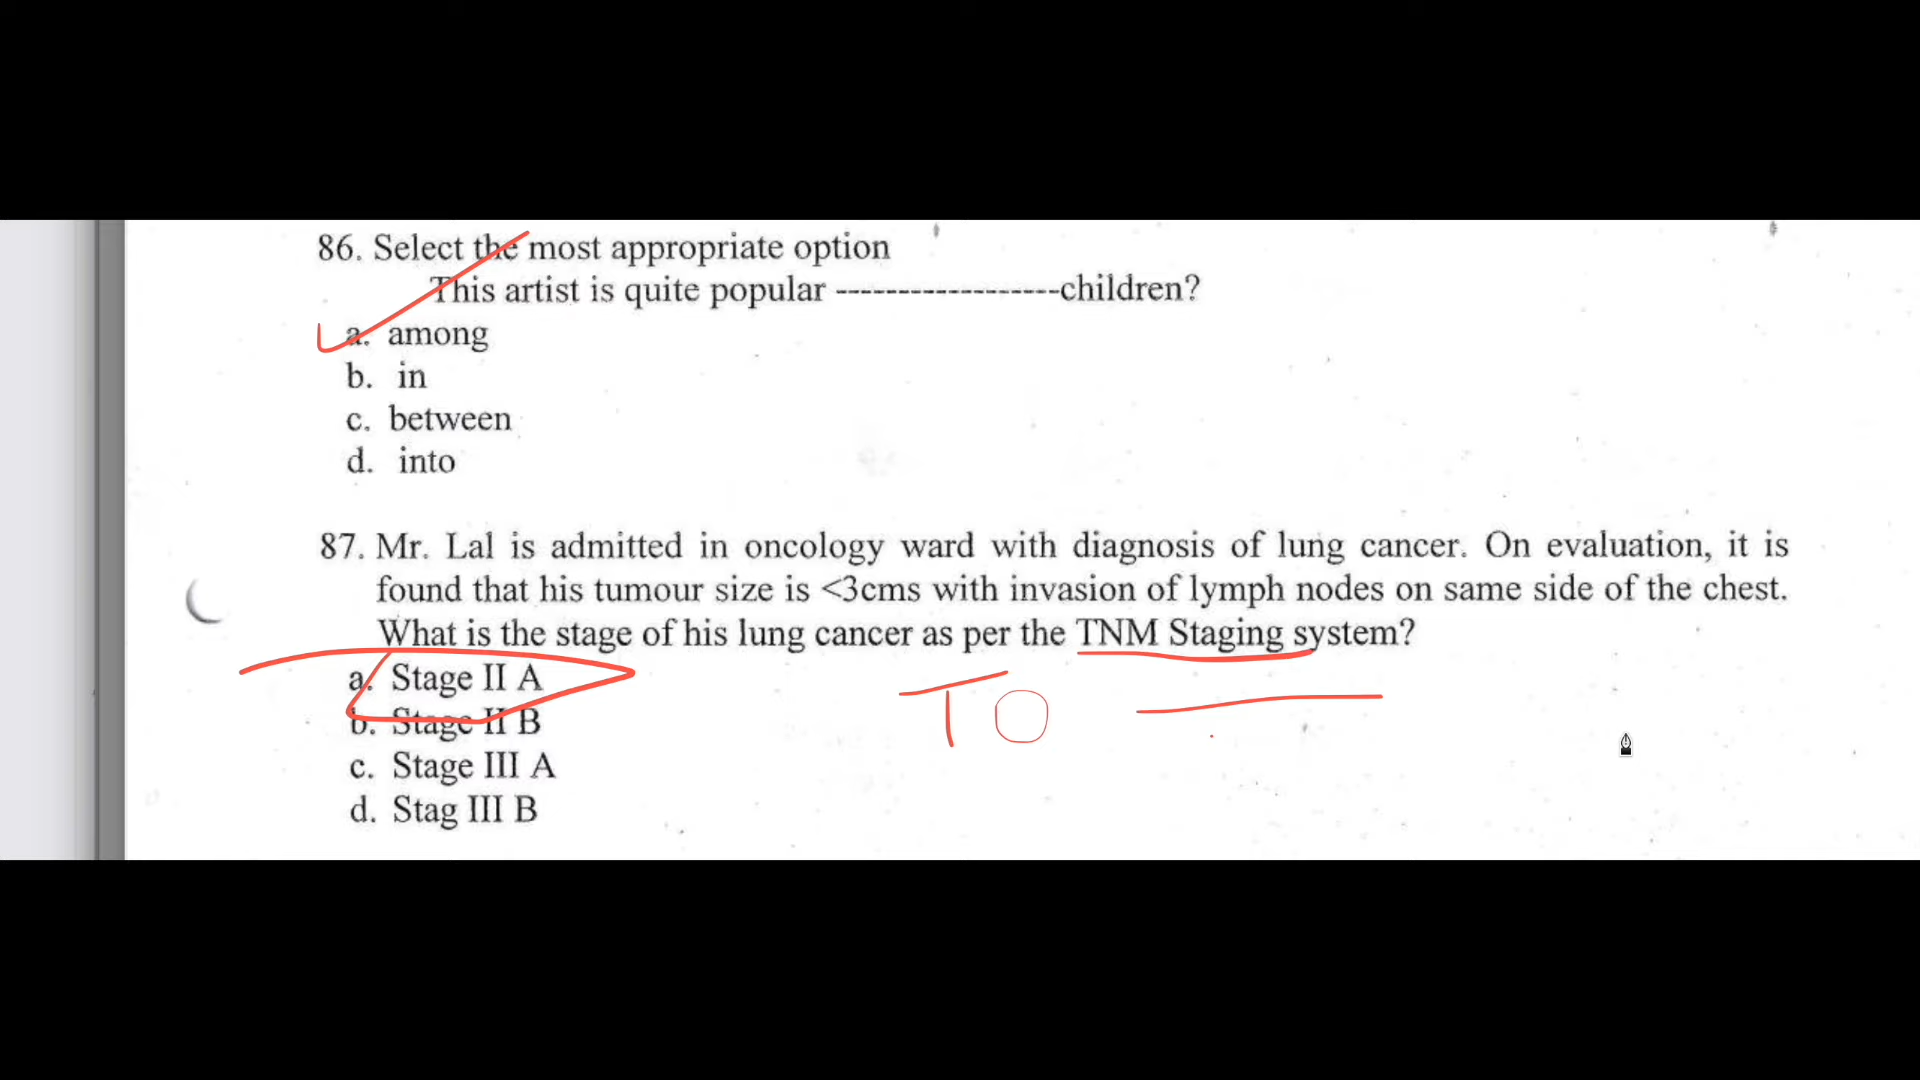 86. Select the most appropriate option
This artist is quite popular ------------------children?
a. among
b. in
c. between
d. into
87. Mr. Lal is admitted in oncology ward with diagnosis of lung cancer. On evaluation, it is
found that his tumour size is <3cms with invasion of lymph nodes on same side of the chest.
What is the stage of his lung cancer as per the TNM Staging system?
a. Stage II A
T O
b. Stage II B
c. Stage III A
d. Stag III B